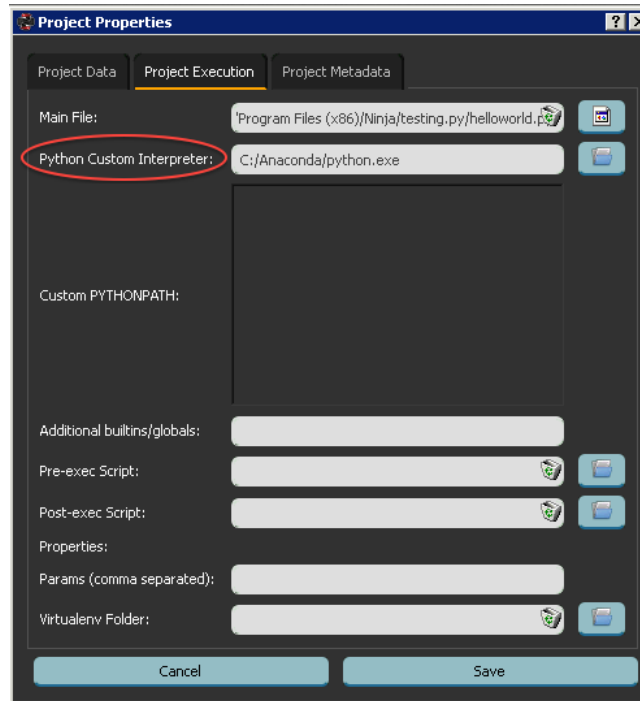 Project Properties
Project Data Project Execution Project Metadata
Main File: 'Program Files (x86)/Ninja/testing.py/helloworld.p
Python Custom Interpreter: C:/Anaconda/python.exe
Custom PYTHONPATH:
Additional builtins/globals:
Pre-exec Script:
Post-exec Script:
Properties:
Params (comma separated):
Virtualenv Folder:
Cancel Save